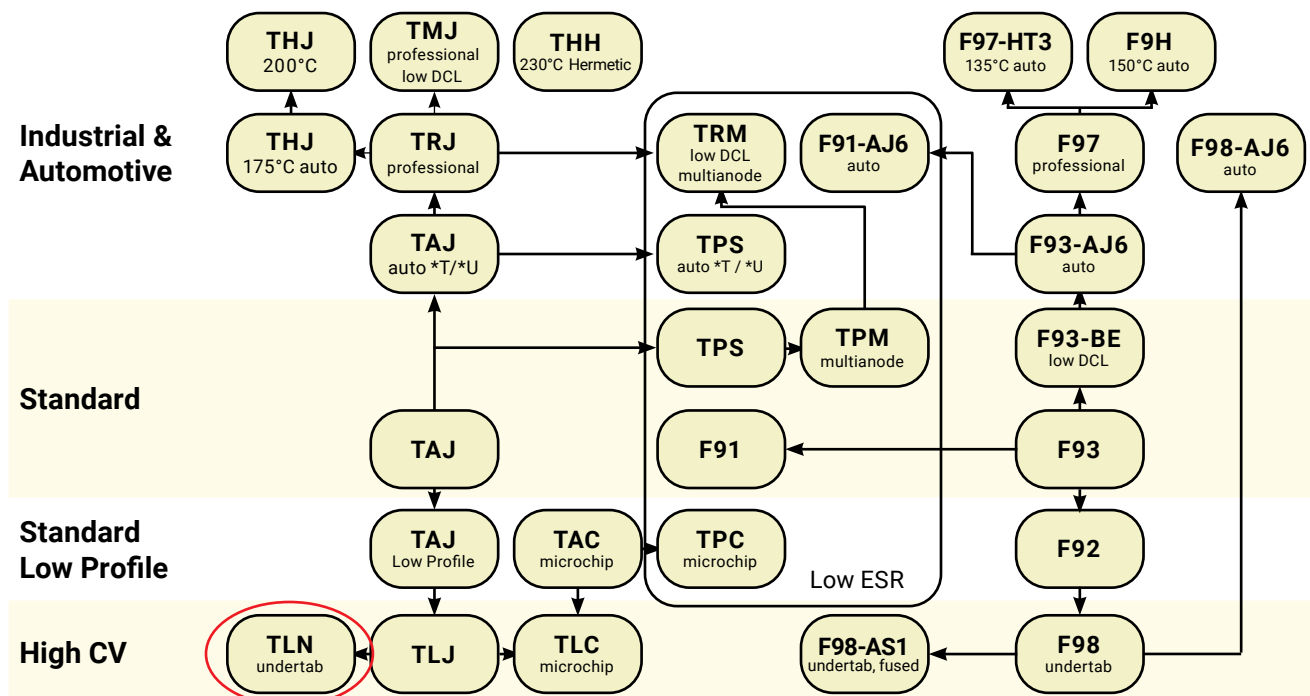 THJ
200°C
TMJ
professional
low DCL
THH
230°C Hermetic
F97-HT3
135°C auto
F9H
150°C auto
Industrial &
Automotive
THJ
175°C auto
TRJ
professional
TRM
low DCL
multianode
F91-AJ6
auto
F97
professional
F98-AJ6
auto
TAJ
auto *T/*U
TPS
auto *T / *U
F93-AJ6
auto
Standard
TPS
TPM
multianode
F93-BE
low DCL
TAJ
F91
F93
Standard
Low Profile
TAJ
Low Profile
TAC
microchip
TPC
microchip
Low ESR
F92
High CV
TLN
undertab
TLJ
TLC
microchip
F98-AS1
undertab, fused
F98
undertab